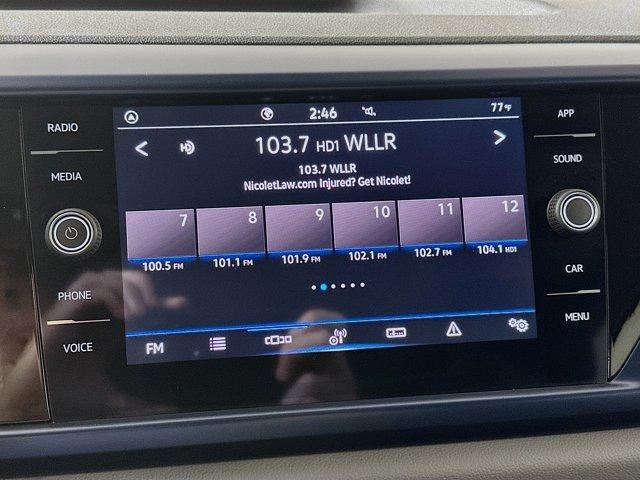 RADIO
MEDIA
PHONE
VOICE
2:46 77°F
103.7 HD1 WLLR
103.7 WLLR
NicoletLaw.com Injured? Get Nicolet!
7 8 9 10 11 12
100.5 FM 101.1 FM 101.9 FM 102.1 FM 102.7 FM 104.1 HD1
FM
APP
SOUND
CAR
MENU